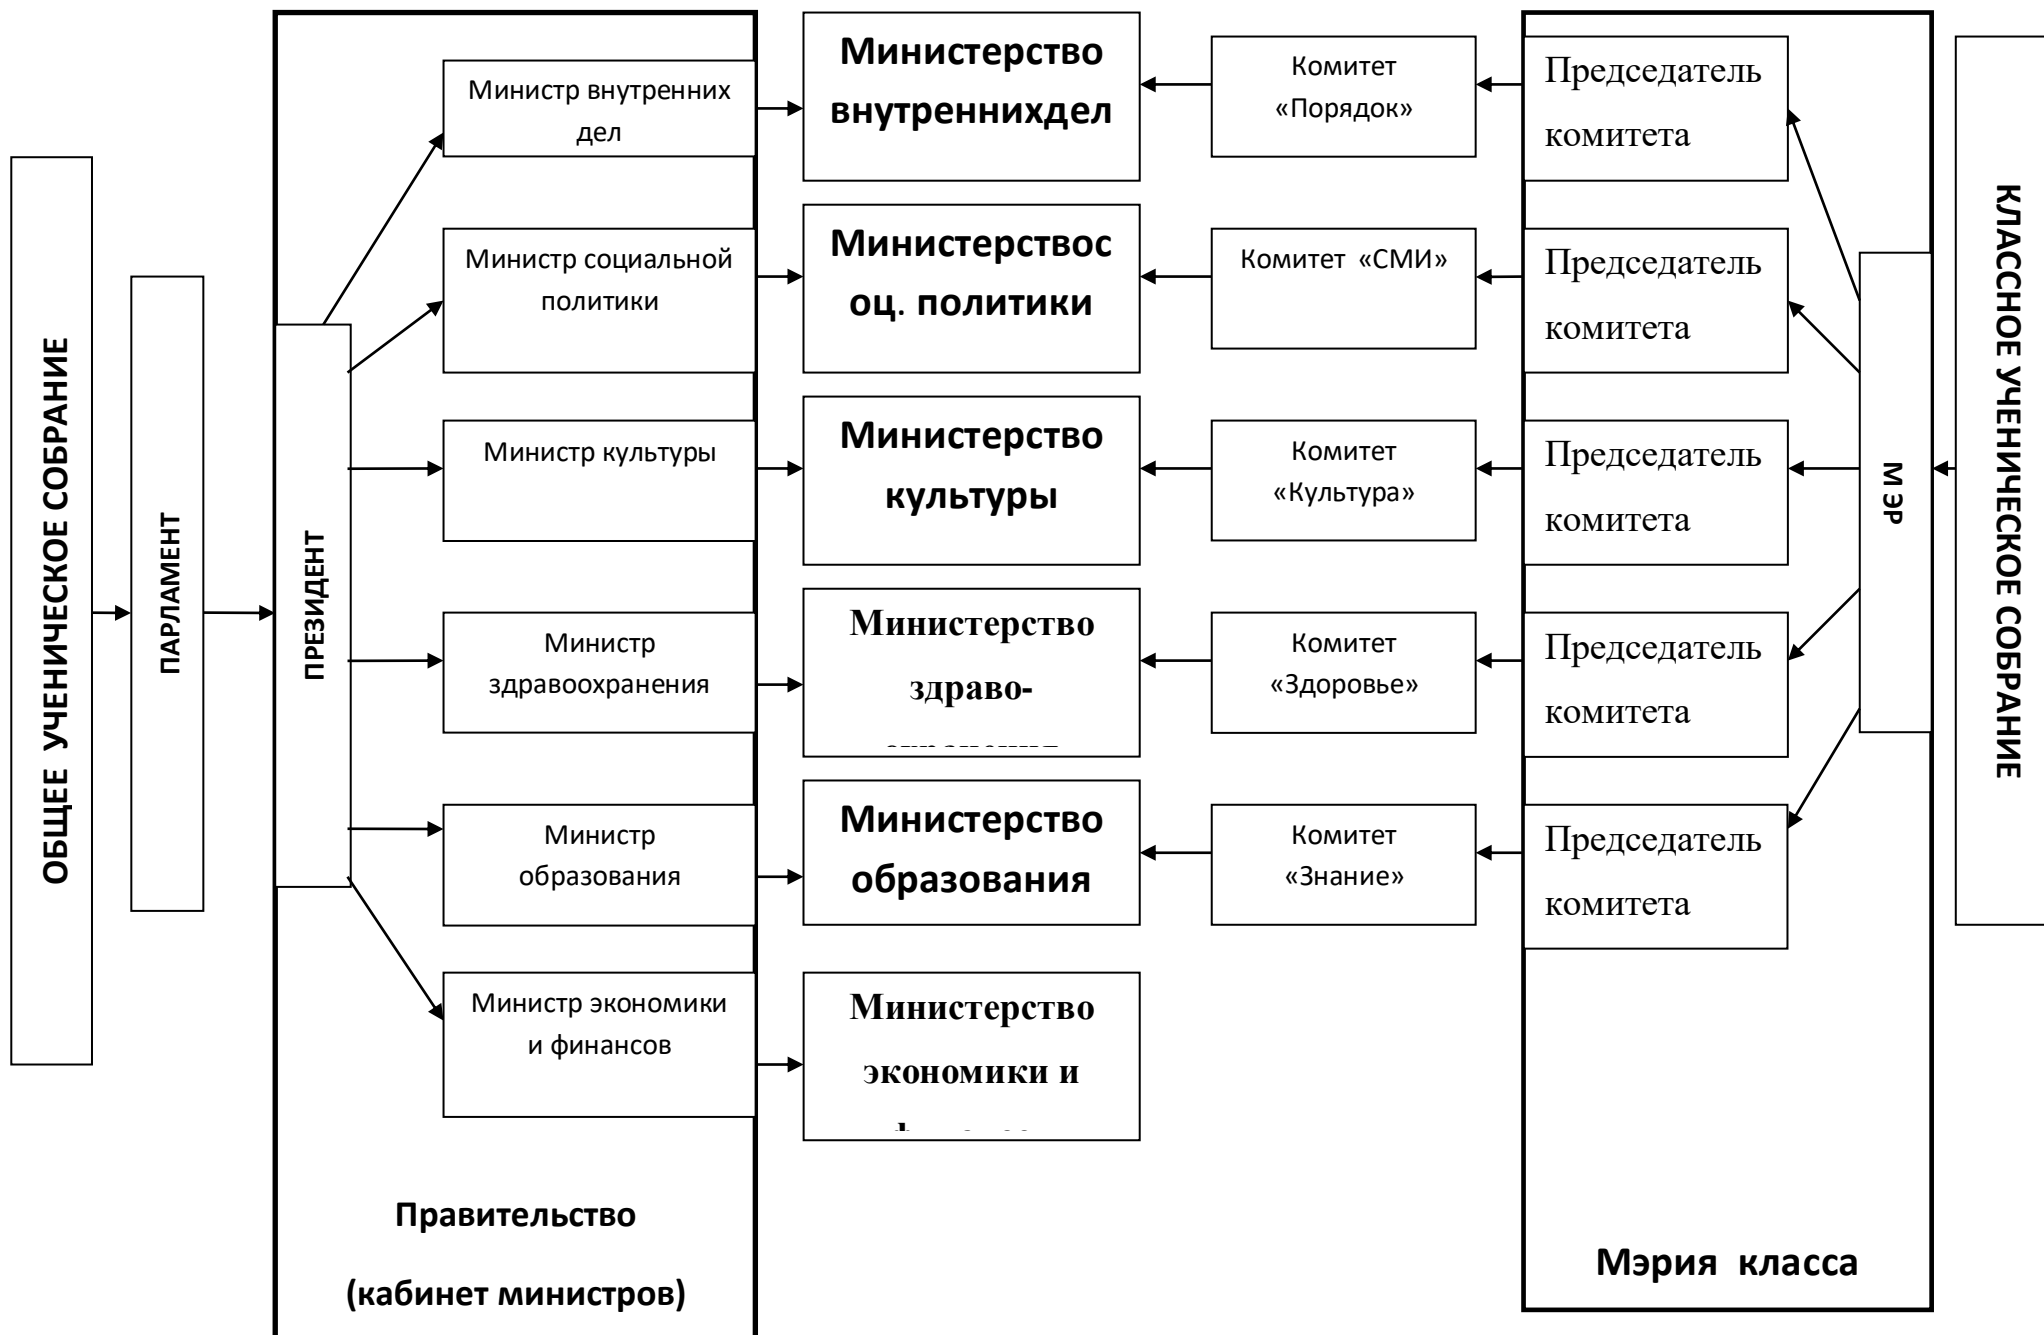 ОБЩЕЕ УЧЕНИЧЕСКОЕ СОБРАНИЕ
ПАРЛАМЕНТ
ПРЕЗИДЕНТ
Министр внутренних
дел
Министр социальной
политики
Министр культуры
Министр
здравоохранения
Министр
образования
Министр экономики
и финансов
Правительство
(кабинет министров)
Министерство
внутреннихдел
Министерствос
оц. политики
Министерство
культуры
Министерство
здраво-
Министерство
образования
Министерство
экономики и
Комитет
«Порядок»
Комитет «СМИ»
Комитет
«Культура»
Комитет
«Здоровье»
Комитет
«Знание»
Председатель
комитета
Председатель
комитета
Председатель
комитета
Председатель
комитета
Председатель
комитета
Мэрия класса
М ЭР
КЛАССНОЕ УЧЕНИЧЕСКОЕ СОБРАНИЕ